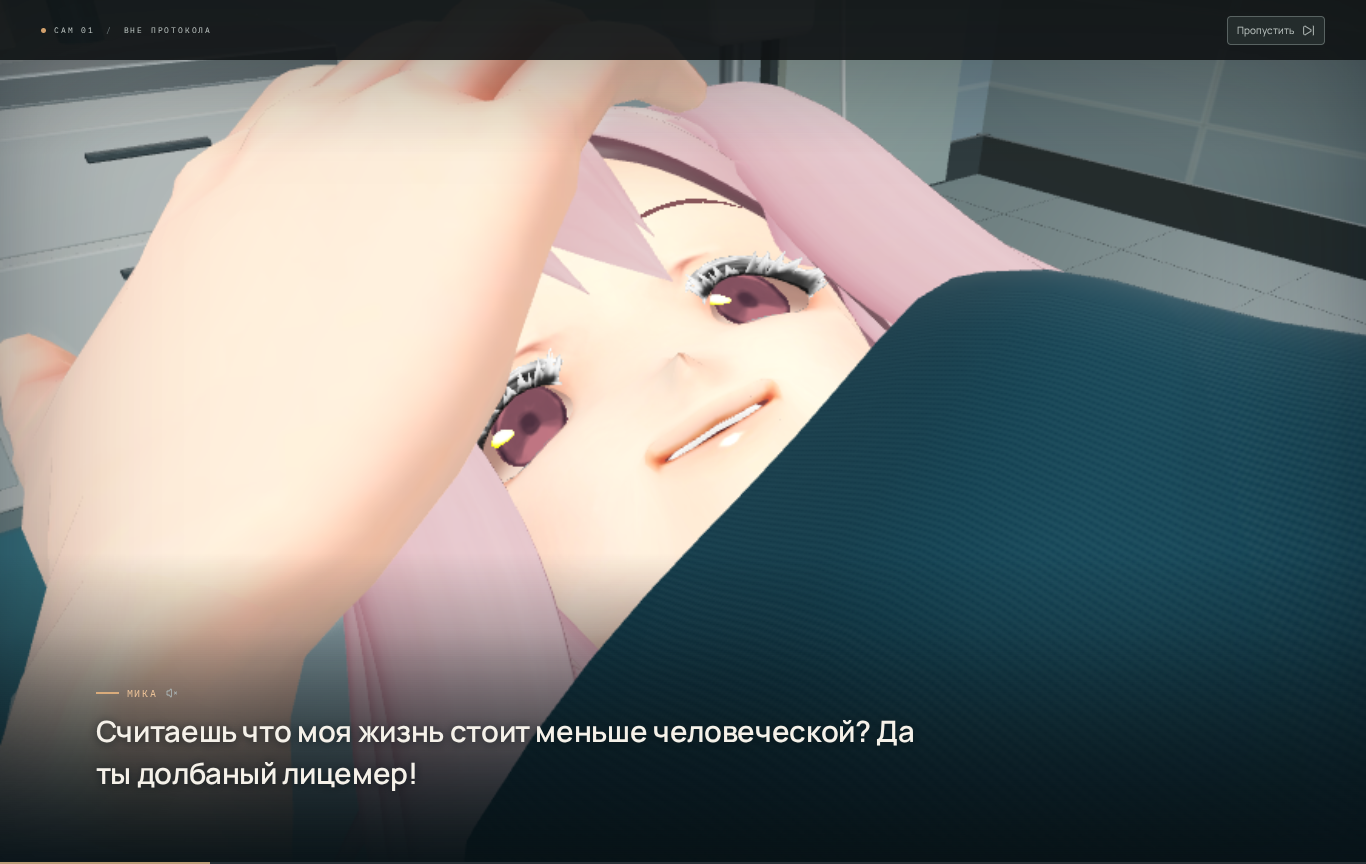 CAM 01 / ВНЕ ПРОТОКОЛА
Пропустить
МИКА
Считаешь что моя жизнь стоит меньше человеческой? Да
ты долбаный лицемер!